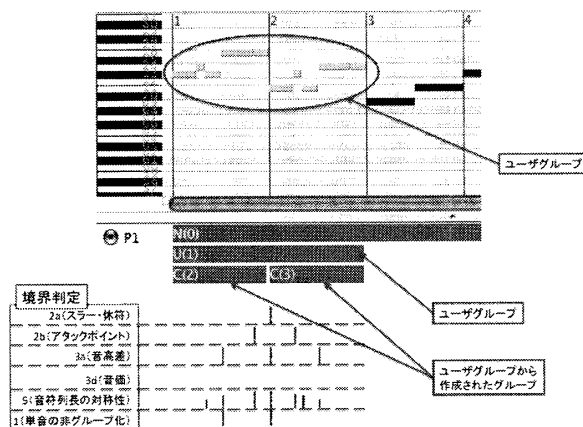 1 2 3 4
ユーザグループ
P1
N(0)
U(1)
C(2) C(3)
ユーザグループ
境界判定
2a(スラー・休符)
2b(アタックポイント)
3a(音高差)
3d(音価)
5(音符列長の対称性)
1(単音の非グループ化)
ユーザグループから
作成されたグループ